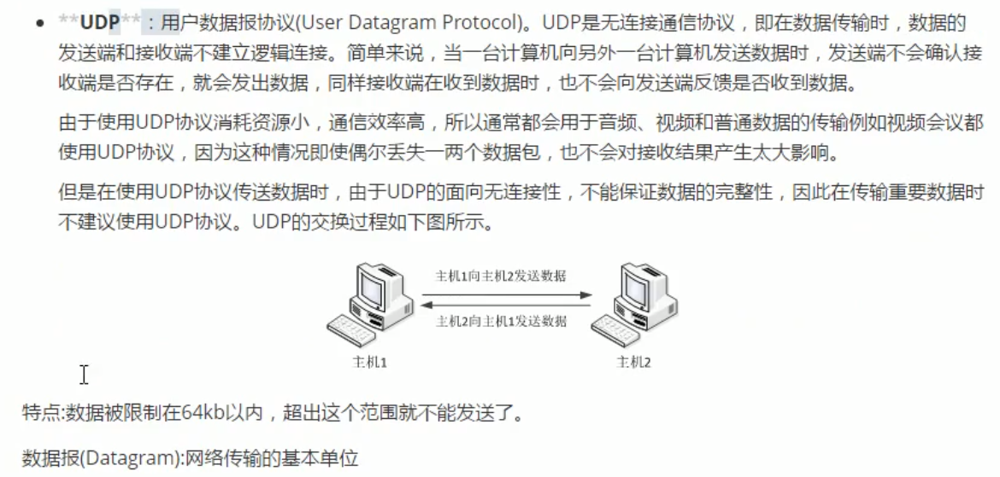 **UDP**：用户数据报协议(User Datagram Protocol)。UDP是无连接通信协议，即在数据传输时，数据的
发送端和接收端不建立逻辑连接。简单来说，当一台计算机向另外一台计算机发送数据时，发送端不会确认接
收端是否存在，就会发出数据，同样接收端在收到数据时，也不会向发送端反馈是否收到数据。
由于使用UDP协议消耗资源小，通信效率高，所以通常都会用于音频、视频和普通数据的传输例如视频会议都
使用UDP协议，因为这种情况即使偶尔丢失一两个数据包，也不会对接收结果产生太大影响。
但是在使用UDP协议传送数据时，由于UDP的面向无连接性，不能保证数据的完整性，因此在传输重要数据时
不建议使用UDP协议。UDP的交换过程如下图所示。
主机1向主机2发送数据
主机2向主机1发送数据
主机1
主机2
特点:数据被限制在64kb以内，超出这个范围就不能发送了。
数据报(Datagram):网络传输的基本单位